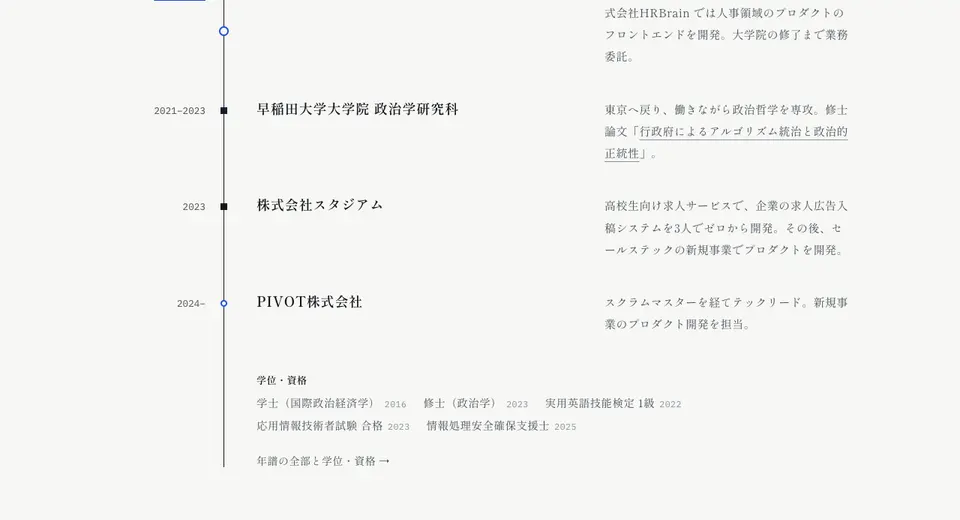 式会社HRBrain では人事領域のプロダクトの
フロントエンドを開発。大学院の修了まで業務
委託。
2021–2023
早稲田大学大学院 政治学研究科
東京へ戻り、働きながら政治哲学を専攻。修士
論文「行政府によるアルゴリズム統治と政治的
正統性」。
2023
株式会社スタジアム
高校生向け求人サービスで、企業の求人広告入
稿システムを3人でゼロから開発。その後、セ
ールステックの新規事業でプロダクトを開発。
2024–
PIVOT株式会社
スクラムマスターを経てテックリード。新規事
業のプロダクト開発を担当。
学位・資格
学士（国際政治経済学） 2016 修士（政治学） 2023 実用英語技能検定 1級 2022
応用情報技術者試験 合格 2023 情報処理安全確保支援士 2025
年譜の全部と学位・資格 →